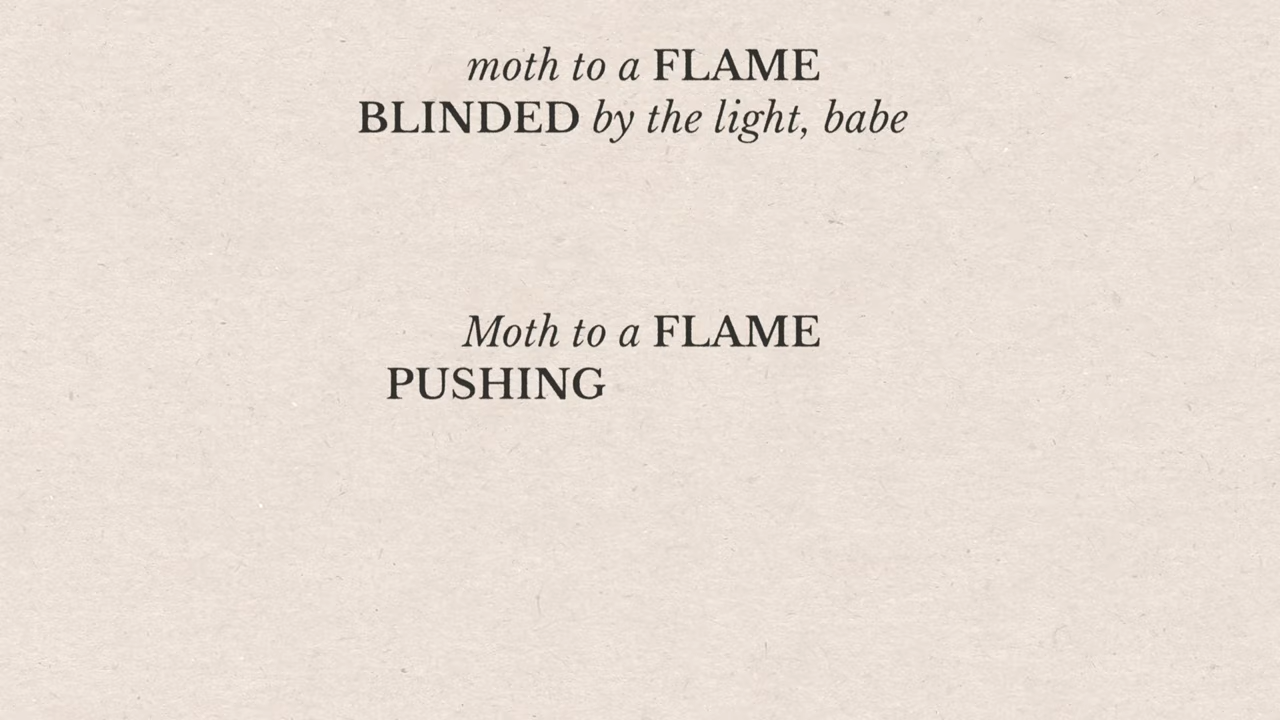 moth to a FLAME
BLINDED by the light, babe
Moth to a FLAME
PUSHING